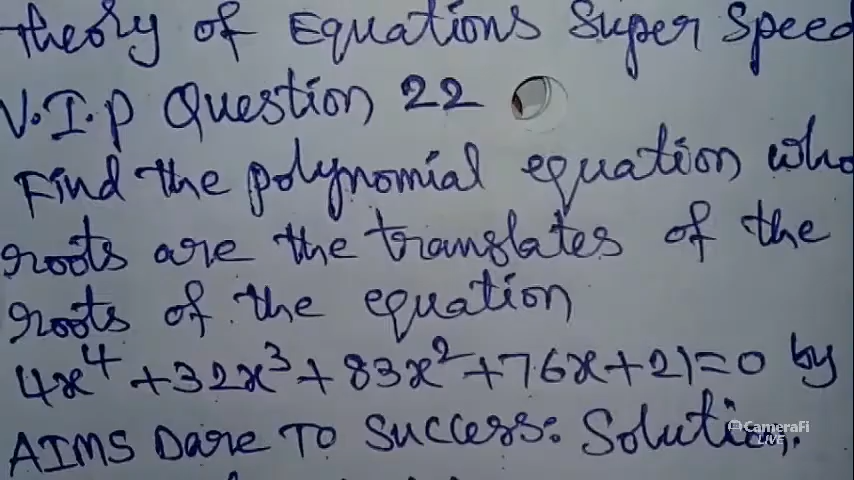 Theory of Equations Super Speed
V.I.P Question 22
Find the polynomial equation who
roots are the translates of the
roots of the equation
4x⁴+32x³+83x²+76x+21=0 by
AIMS Dare To Success: Solution.
CameraFi
LIVE